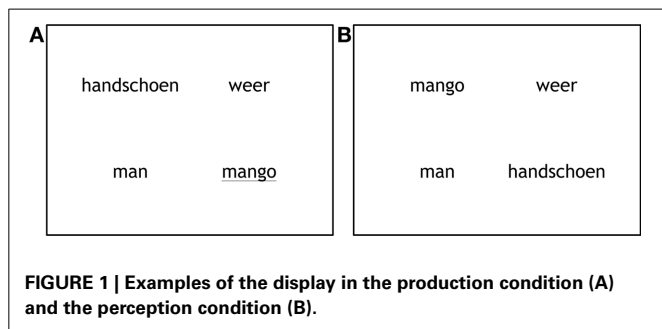 A
handschoen weer
man mango
B
mango weer
man handschoen
FIGURE 1 | Examples of the display in the production condition (A)
and the perception condition (B).